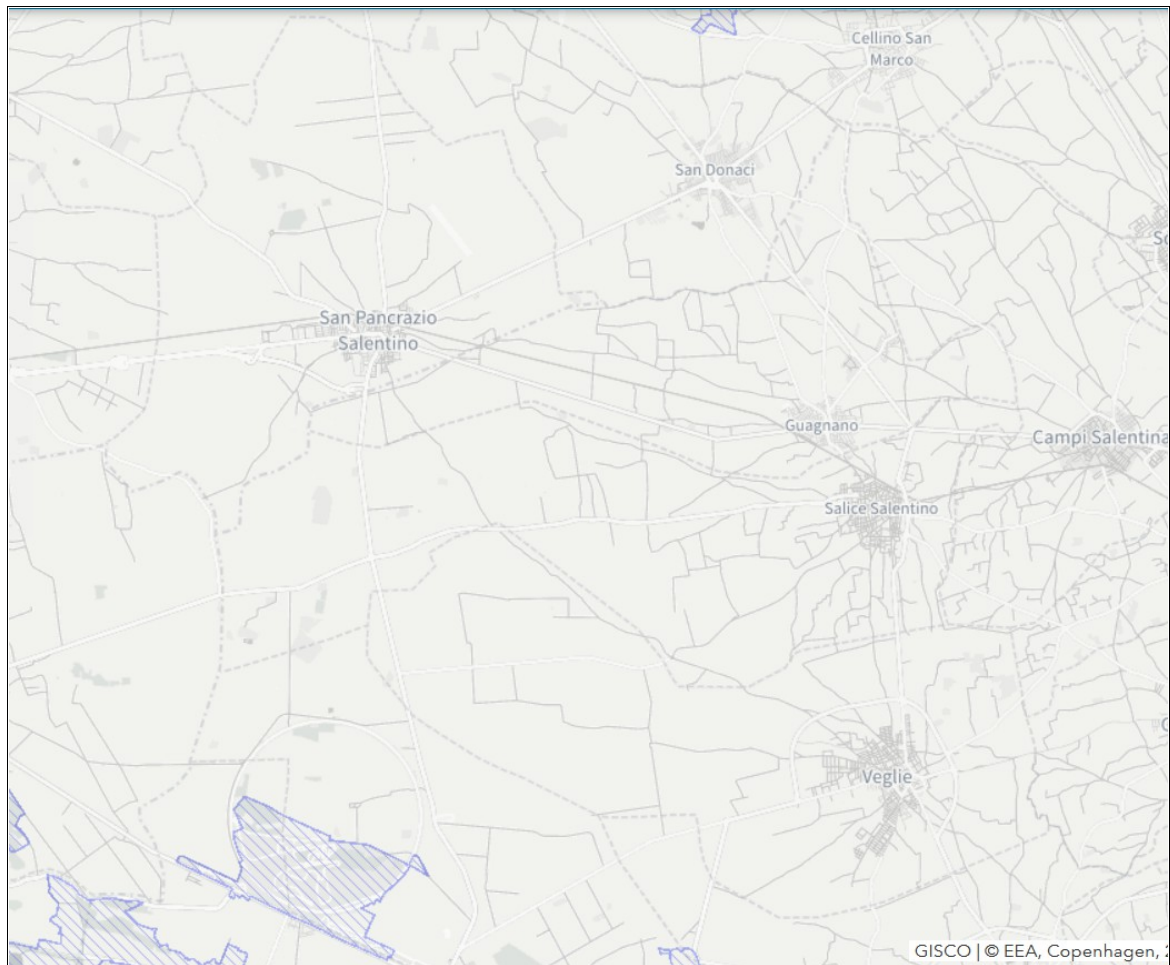 Cellino San
Marco
San Donaci
San Pancrazio
Salentino
Guagnano
Campi Salentina
Salice Salentino
Veglie
GISCO | © EEA, Copenhagen,